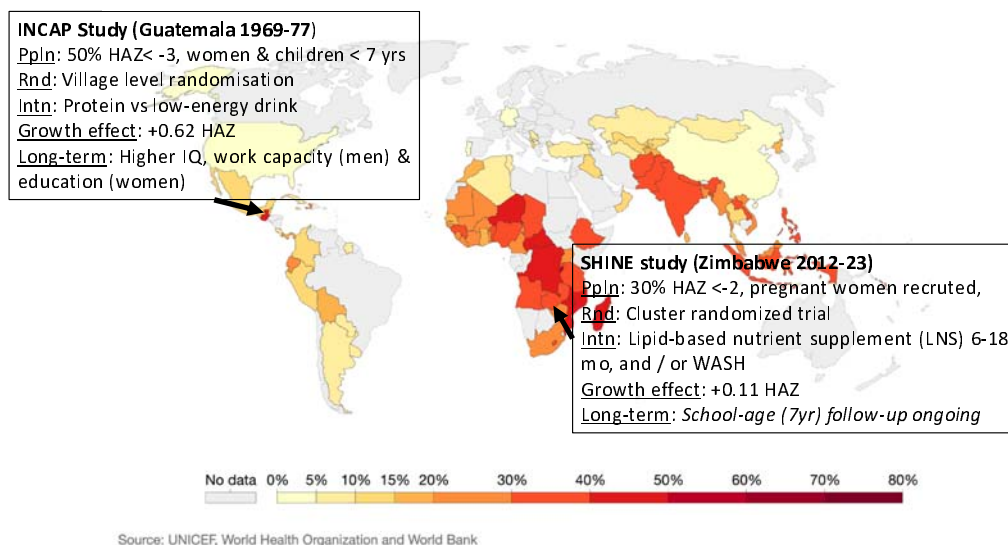 INCAP Study (Guatemala 1969-77)
Ppln: 50% HAZ< -3, women & children < 7 yrs
Rnd: Village level randomisation
Intn: Protein vs low-energy drink
Growth effect: +0.62 HAZ
Long-term: Higher IQ, work capacity (men) &
education (women)
SHINE study (Zimbabwe 2012-23)
Ppln: 30% HAZ <-2, pregnant women recruited,
Rnd: Cluster randomized trial
Intn: Lipid-based nutrient supplement (LNS) 6-18
mo, and / or WASH
Growth effect: +0.11 HAZ
Long-term: School-age (7yr) follow-up ongoing
No data 0% 5% 10% 15% 20% 30% 40% 50% 60% 70% 80%
Source: UNICEF, World Health Organization and World Bank